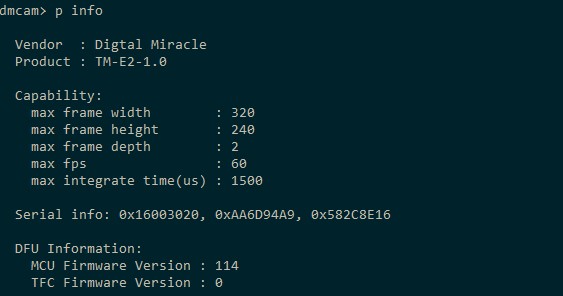 dmcam> p info
Vendor  : Digtal Miracle
Product : TM-E2-1.0
Capability:
max frame width        : 320
max frame height       : 240
max frame depth        : 2
max fps                : 60
max integrate time(us) : 1500
Serial info: 0x16003020, 0xAA6D94A9, 0x582C8E16
DFU Information:
MCU Firmware Version : 114
TFC Firmware Version : 0